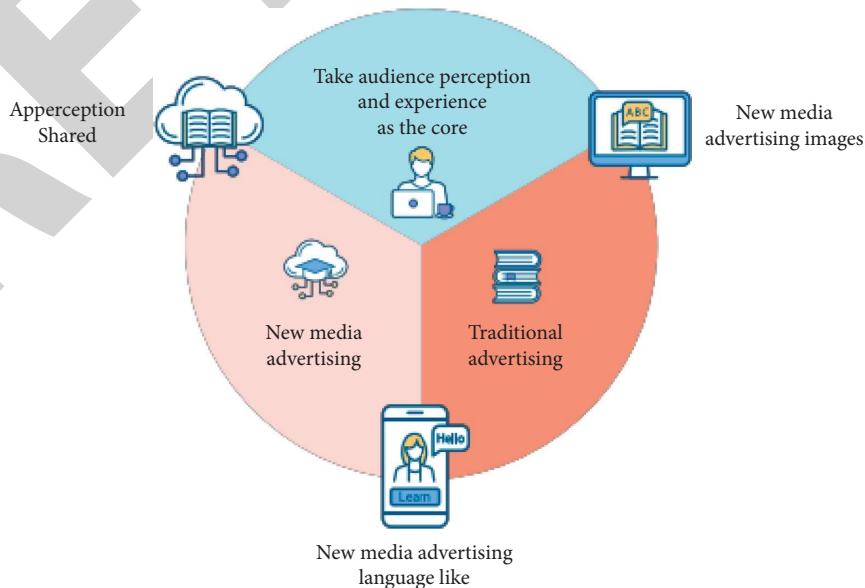 Take audience perception
and experience
as the core
Apperception
Shared
ABC
New media
advertising images
New media
advertising
Traditional
advertising
Hello
Learn
New media advertising
language like